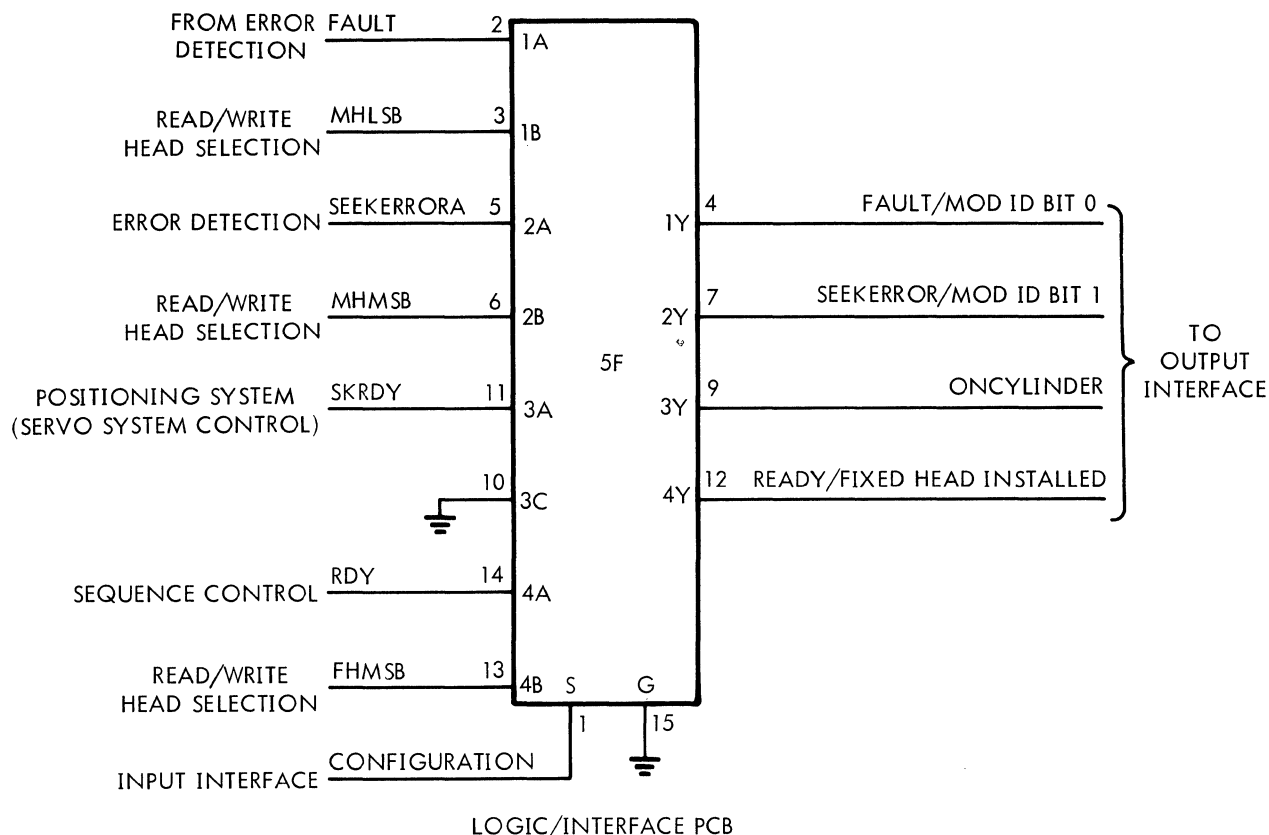 FROM ERROR FAULT 2
DETECTION
1A
READ/WRITE MHLSB 3
HEAD SELECTION
1B
ERROR DETECTION SEEKERRORA 5
2A
READ/WRITE MHMSB 6
HEAD SELECTION
2B
POSITIONING SYSTEM SKRDY 11
(SERVO SYSTEM CONTROL)
3A
10
3C
SEQUENCE CONTROL RDY 14
4A
READ/WRITE FHMSB 13
HEAD SELECTION
4B S G
1 15
INPUT INTERFACE CONFIGURATION
5F
1Y 4 FAULT/MOD ID BIT 0
2Y 7 SEEKERROR/MOD ID BIT 1
3Y 9 ONCYLINDER
4Y 12 READY/FIXED HEAD INSTALLED
TO
OUTPUT
INTERFACE
LOGIC/INTERFACE PCB